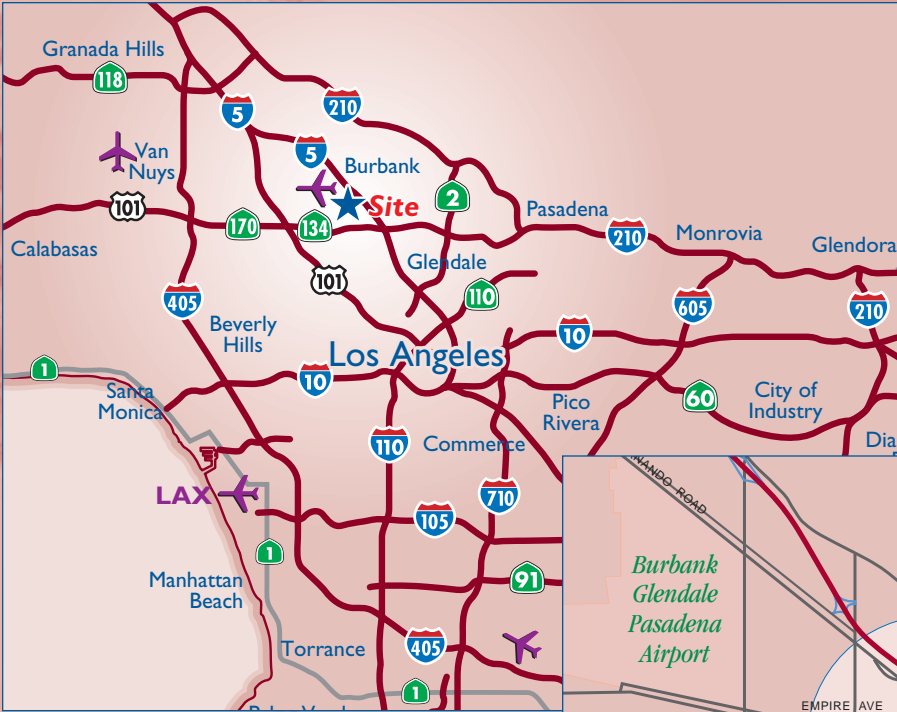 Granada Hills
118
5
210
5
Van
Nuys
Burbank
101
Site
2
170
134
Pasadena
210
Monrovia
Calabasas
Glendale
Glendora
101
405
110
605
210
Beverly
Hills
10
Los Angeles
1
10
Santa
Monica
60
City of
Industry
Pico
Rivera
110
Commerce
Dia
LAX
710
105
1
NANDO ROAD
Manhattan
Beach
91
Burbank
Glendale
Pasadena
Airport
Torrance
405
1
EMPIRE AVE